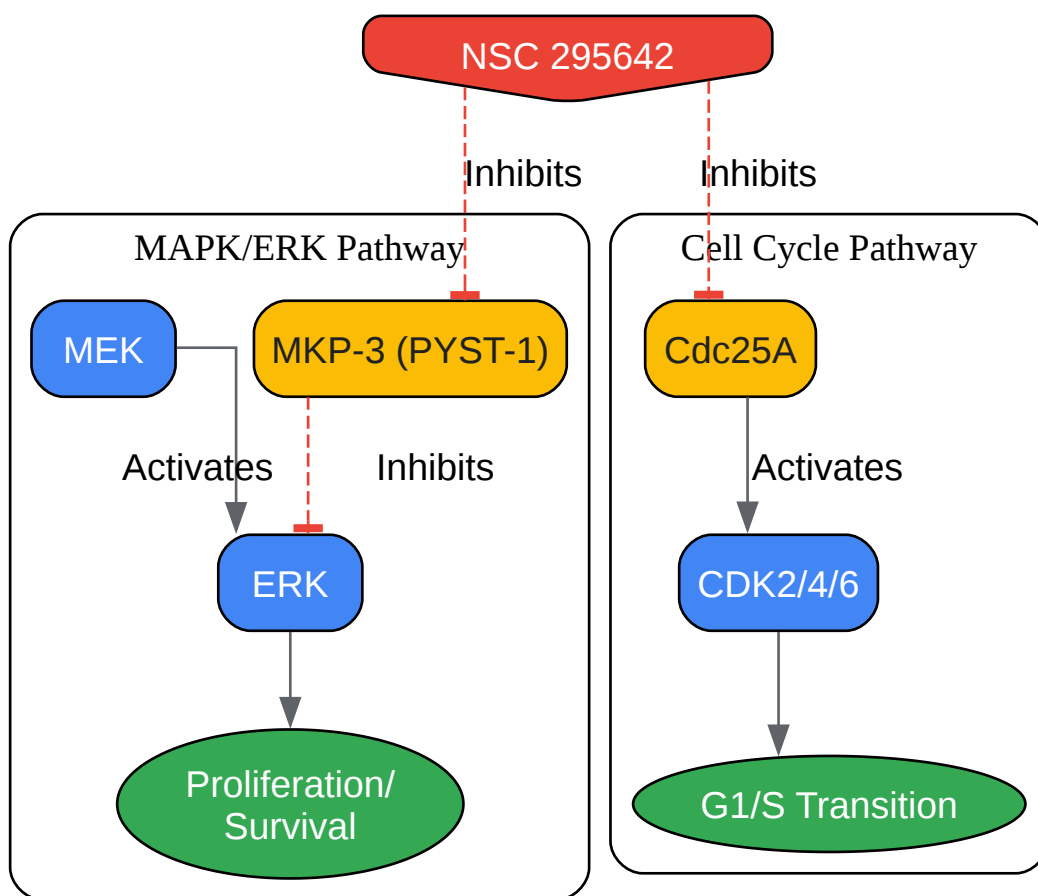 NSC 295642
Inhibits
Inhibits
MAPK/ERK Pathway
Cell Cycle Pathway
MEK
MKP-3 (PYST-1)
Cdc25A
Activates
Inhibits
Activates
ERK
CDK2/4/6
Proliferation/
Survival
G1/S Transition